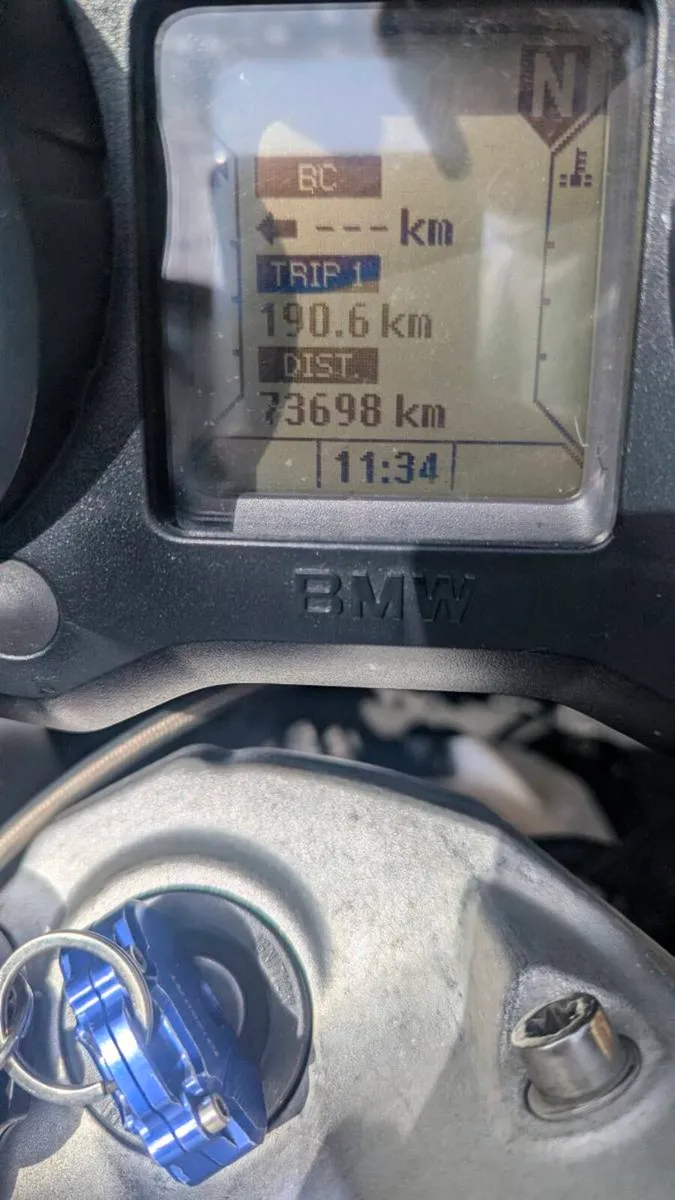 N
BC
← --- km
TRIP 1
190.6 km
DIST.
73698 km
11:34
BMW